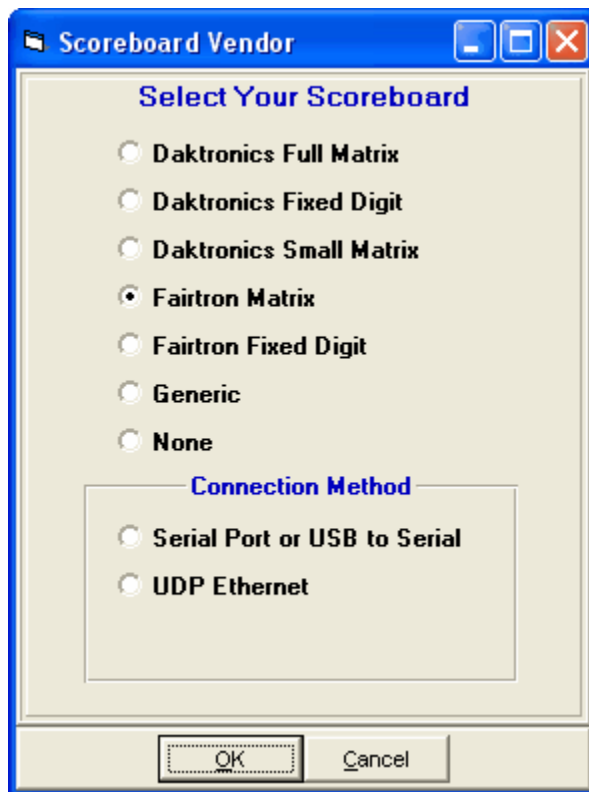 Scoreboard Vendor
Select Your Scoreboard
Daktronics Full Matrix
Daktronics Fixed Digit
Daktronics Small Matrix
Fairtron Matrix
Fairtron Fixed Digit
Generic
None
Connection Method
Serial Port or USB to Serial
UDP Ethernet
OK Cancel